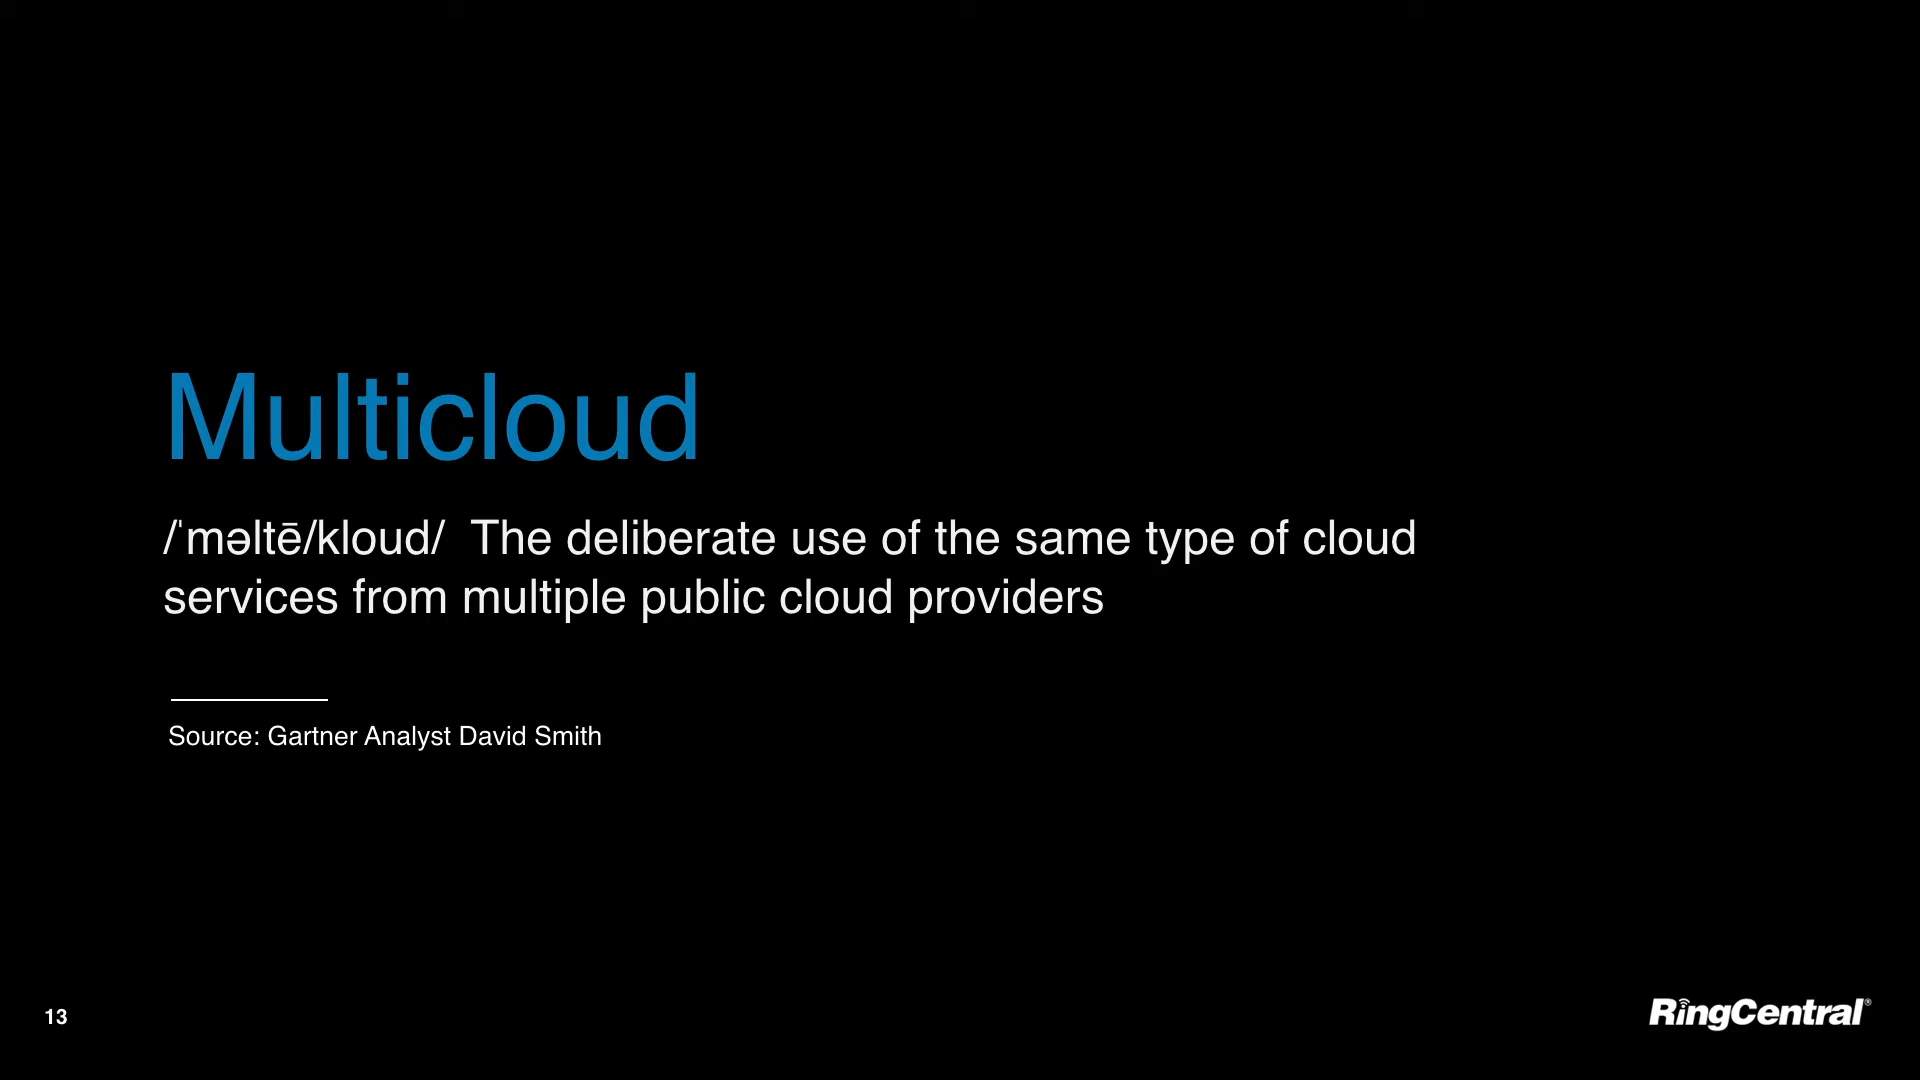 Multicloud
/ˈməltē/kloud/ The deliberate use of the same type of cloud
services from multiple public cloud providers
Source: Gartner Analyst David Smith
13
RingCentral®